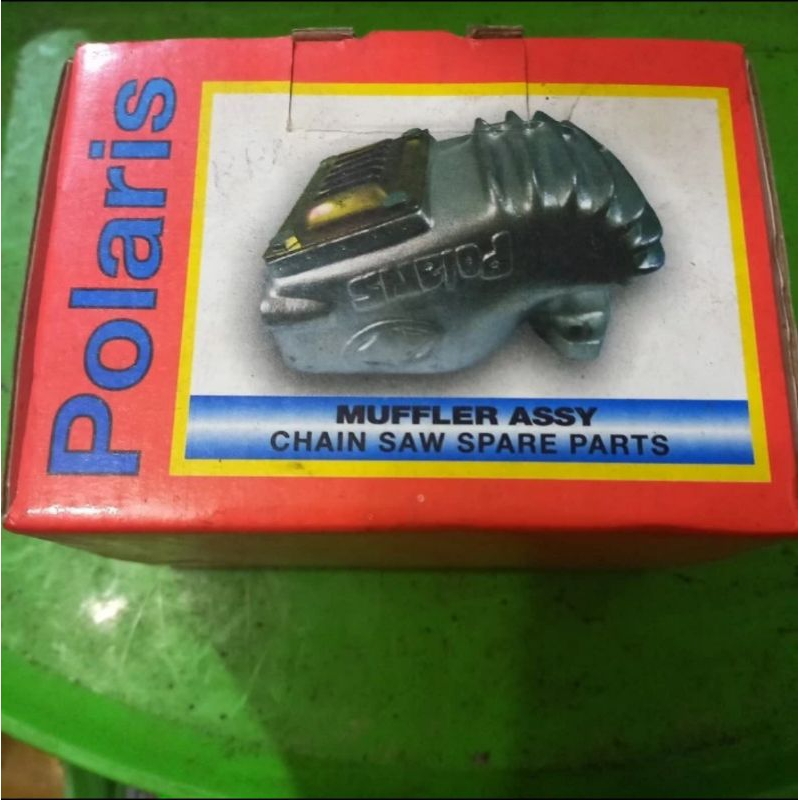 Polaris
Polaris
MUFFLER ASSY
CHAIN SAW SPARE PARTS